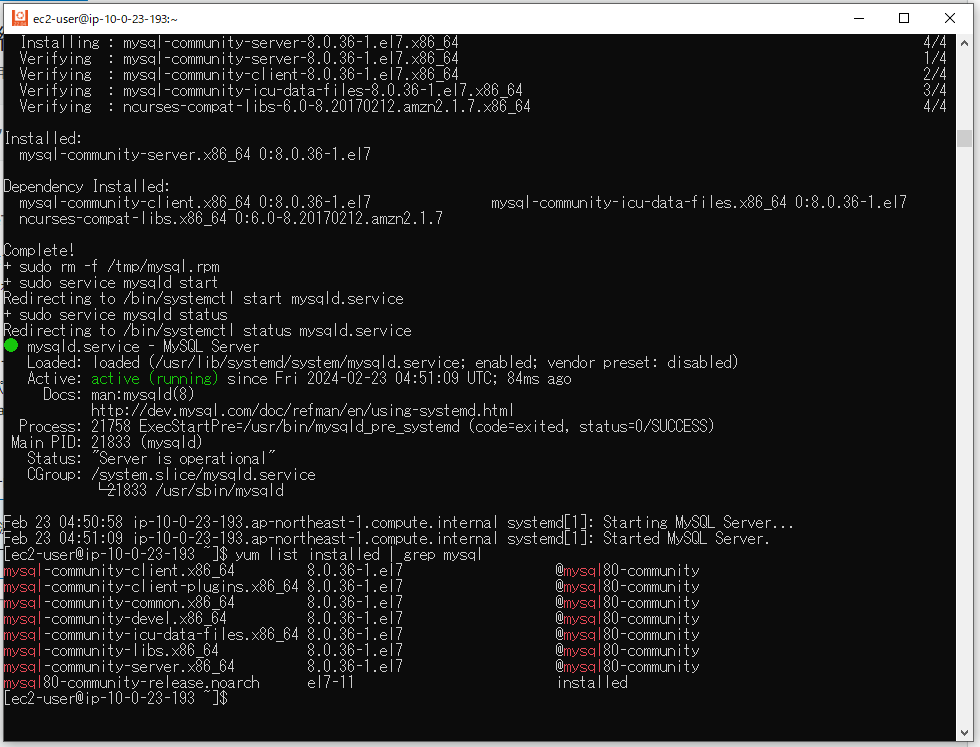 ec2-user@ip-10-0-23-193:~
Installing : mysql-community-server-8.0.36-1.el7.x86_64 4/4
Verifying : mysql-community-server-8.0.36-1.el7.x86_64 1/4
Verifying : mysql-community-client-8.0.36-1.el7.x86_64 2/4
Verifying : mysql-community-icu-data-files-8.0.36-1.el7.x86_64 3/4
Verifying : ncurses-compat-libs-6.0-8.20170212.amzn2.1.7.x86_64 4/4
Installed:
mysql-community-server.x86_64 0:8.0.36-1.el7
Dependency Installed:
mysql-community-client.x86_64 0:8.0.36-1.el7 mysql-community-icu-data-files.x86_64 0:8.0.36-1.el7
ncurses-compat-libs.x86_64 0:6.0-8.20170212.amzn2.1.7
Complete!
+ sudo rm -f /tmp/mysql.rpm
+ sudo service mysqld start
Redirecting to /bin/systemctl start mysqld.service
+ sudo service mysqld status
Redirecting to /bin/systemctl status mysqld.service
● mysqld.service - MySQL Server
Loaded: loaded (/usr/lib/systemd/system/mysqld.service; enabled; vendor preset: disabled)
Active: active (running) since Fri 2024-02-23 04:51:09 UTC; 84ms ago
Docs: man:mysqld(8)
http://dev.mysql.com/doc/refman/en/using-systemd.html
Process: 21758 ExecStartPre=/usr/bin/mysqld_pre_systemd (code=exited, status=0/SUCCESS)
Main PID: 21833 (mysqld)
Status: "Server is operational"
CGroup: /system.slice/mysqld.service
└─21833 /usr/sbin/mysqld
Feb 23 04:50:58 ip-10-0-23-193.ap-northeast-1.compute.internal systemd[1]: Starting MySQL Server...
Feb 23 04:51:09 ip-10-0-23-193.ap-northeast-1.compute.internal systemd[1]: Started MySQL Server.
[ec2-user@ip-10-0-23-193 ~]$ yum list installed | grep mysql
mysql-community-client.x86_64 8.0.36-1.el7 @mysql80-community
mysql-community-client-plugins.x86_64 8.0.36-1.el7 @mysql80-community
mysql-community-common.x86_64 8.0.36-1.el7 @mysql80-community
mysql-community-devel.x86_64 8.0.36-1.el7 @mysql80-community
mysql-community-icu-data-files.x86_64 8.0.36-1.el7 @mysql80-community
mysql-community-libs.x86_64 8.0.36-1.el7 @mysql80-community
mysql-community-server.x86_64 8.0.36-1.el7 @mysql80-community
mysql80-community-release.noarch el7-11 installed
[ec2-user@ip-10-0-23-193 ~]$